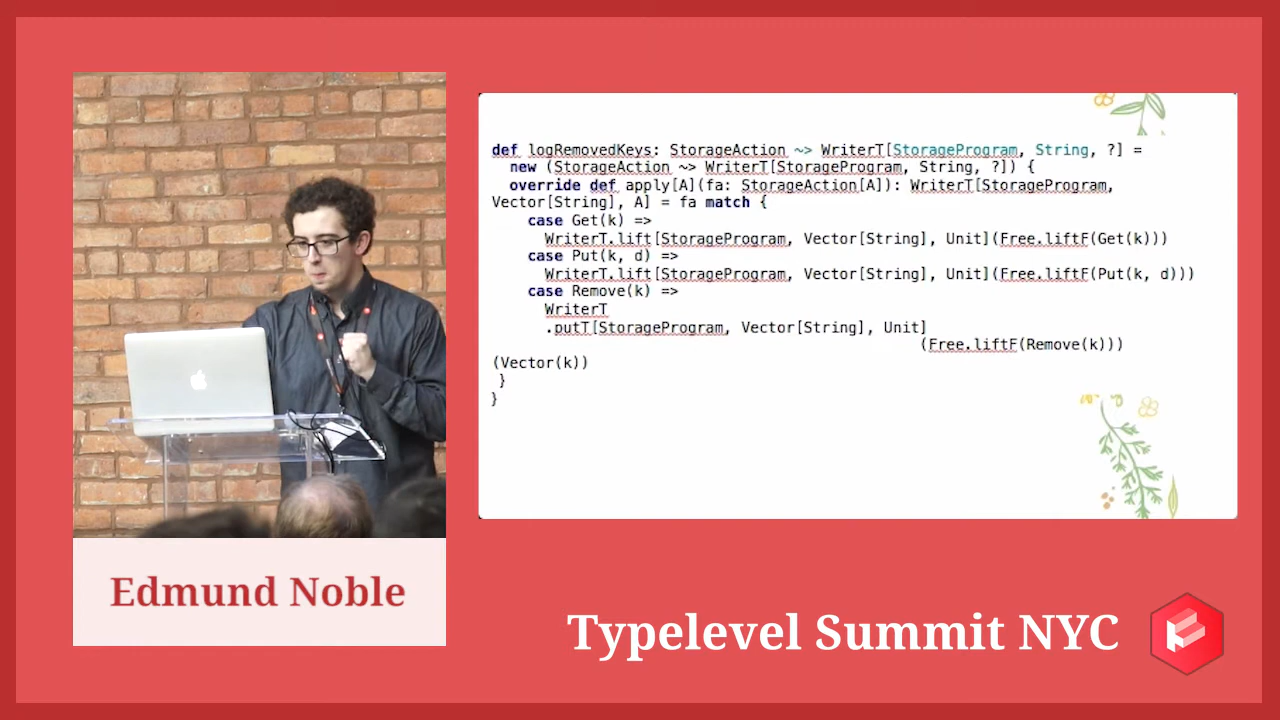 def logRemovedKeys: StorageAction ~> WriterT[StorageProgram, String, ?] =
new (StorageAction ~> WriterT[StorageProgram, String, ?]) {
override def apply[A](fa: StorageAction[A]): WriterT[StorageProgram,
Vector[String], A] = fa match {
case Get(k) =>
WriterT.lift[StorageProgram, Vector[String], Unit](Free.liftF(Get(k)))
case Put(k, d) =>
WriterT.lift[StorageProgram, Vector[String], Unit](Free.liftF(Put(k, d)))
case Remove(k) =>
WriterT
.putT[StorageProgram, Vector[String], Unit]
(Free.liftF(Remove(k)))
(Vector(k))
}
}
Edmund Noble
Typelevel Summit NYC